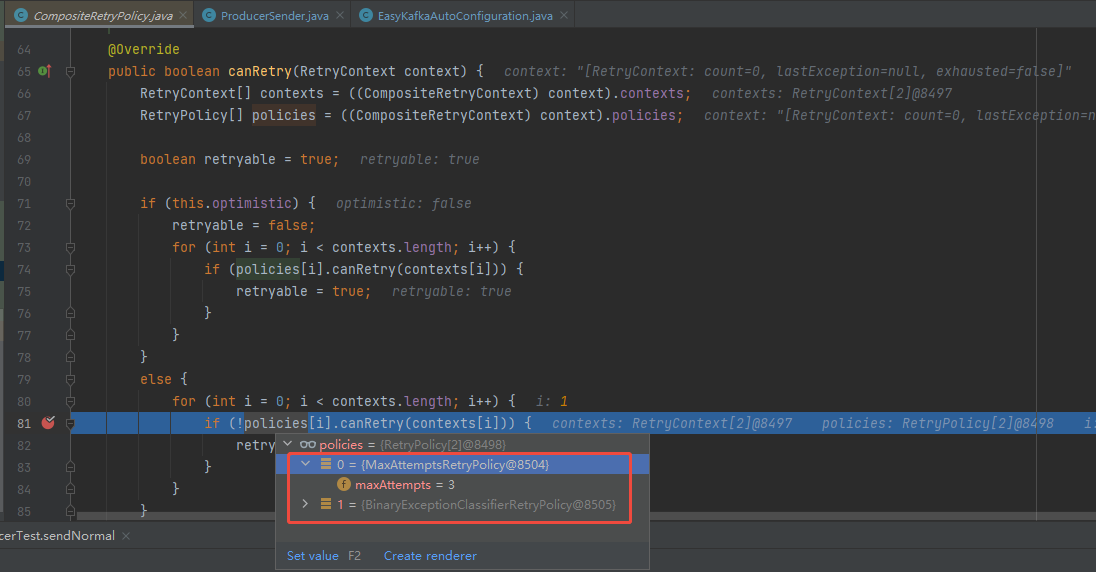 CompositeRetryPolicy.java × ProducerSender.java × EasyKafkaAutoConfiguration.java ×
64 @Override
65 public boolean canRetry(RetryContext context) { context: "[RetryContext: count=0, lastException=null, exhausted=false]"
66 RetryContext[] contexts = ((CompositeRetryContext) context).contexts; contexts: RetryContext[2]@8497
67 RetryPolicy[] policies = ((CompositeRetryContext) context).policies; context: "[RetryContext: count=0, lastException=n
68
69 boolean retryable = true; retryable: true
70
71 if (this.optimistic) { optimistic: false
72 retryable = false;
73 for (int i = 0; i < contexts.length; i++) {
74 if (policies[i].canRetry(contexts[i])) {
75 retryable = true; retryable: true
76 }
77 }
78 }
79 else {
80 for (int i = 0; i < contexts.length; i++) { i: 1
81 if (!policies[i].canRetry(contexts[i])) { contexts: RetryContext[2]@8497 policies: RetryPolicy[2]@8498 i:
82 retry
policies = {RetryPolicy[2]@8498}
83 }
0 = {MaxAttemptsRetryPolicy@8504}
84 }
f maxAttempts = 3
85 }
1 = {BinaryExceptionClassifierRetryPolicy@8505}
cerTest.sendNormal ×
Set value F2 Create renderer